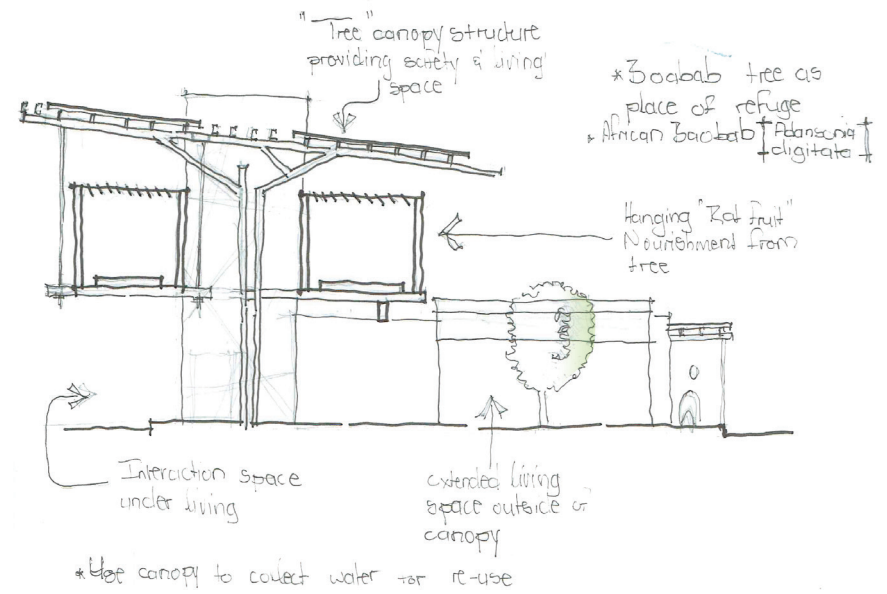 "Tree" canopy structure
providing safety & living
space
*Boabab tree as
place of refuge
* African Baobab [Adansonia
digitata]
Hanging "Rat fruit"
Nourishment from
tree
Interaction space
under living
extended living
space outside of
canopy
*Use canopy to collect water for re-use